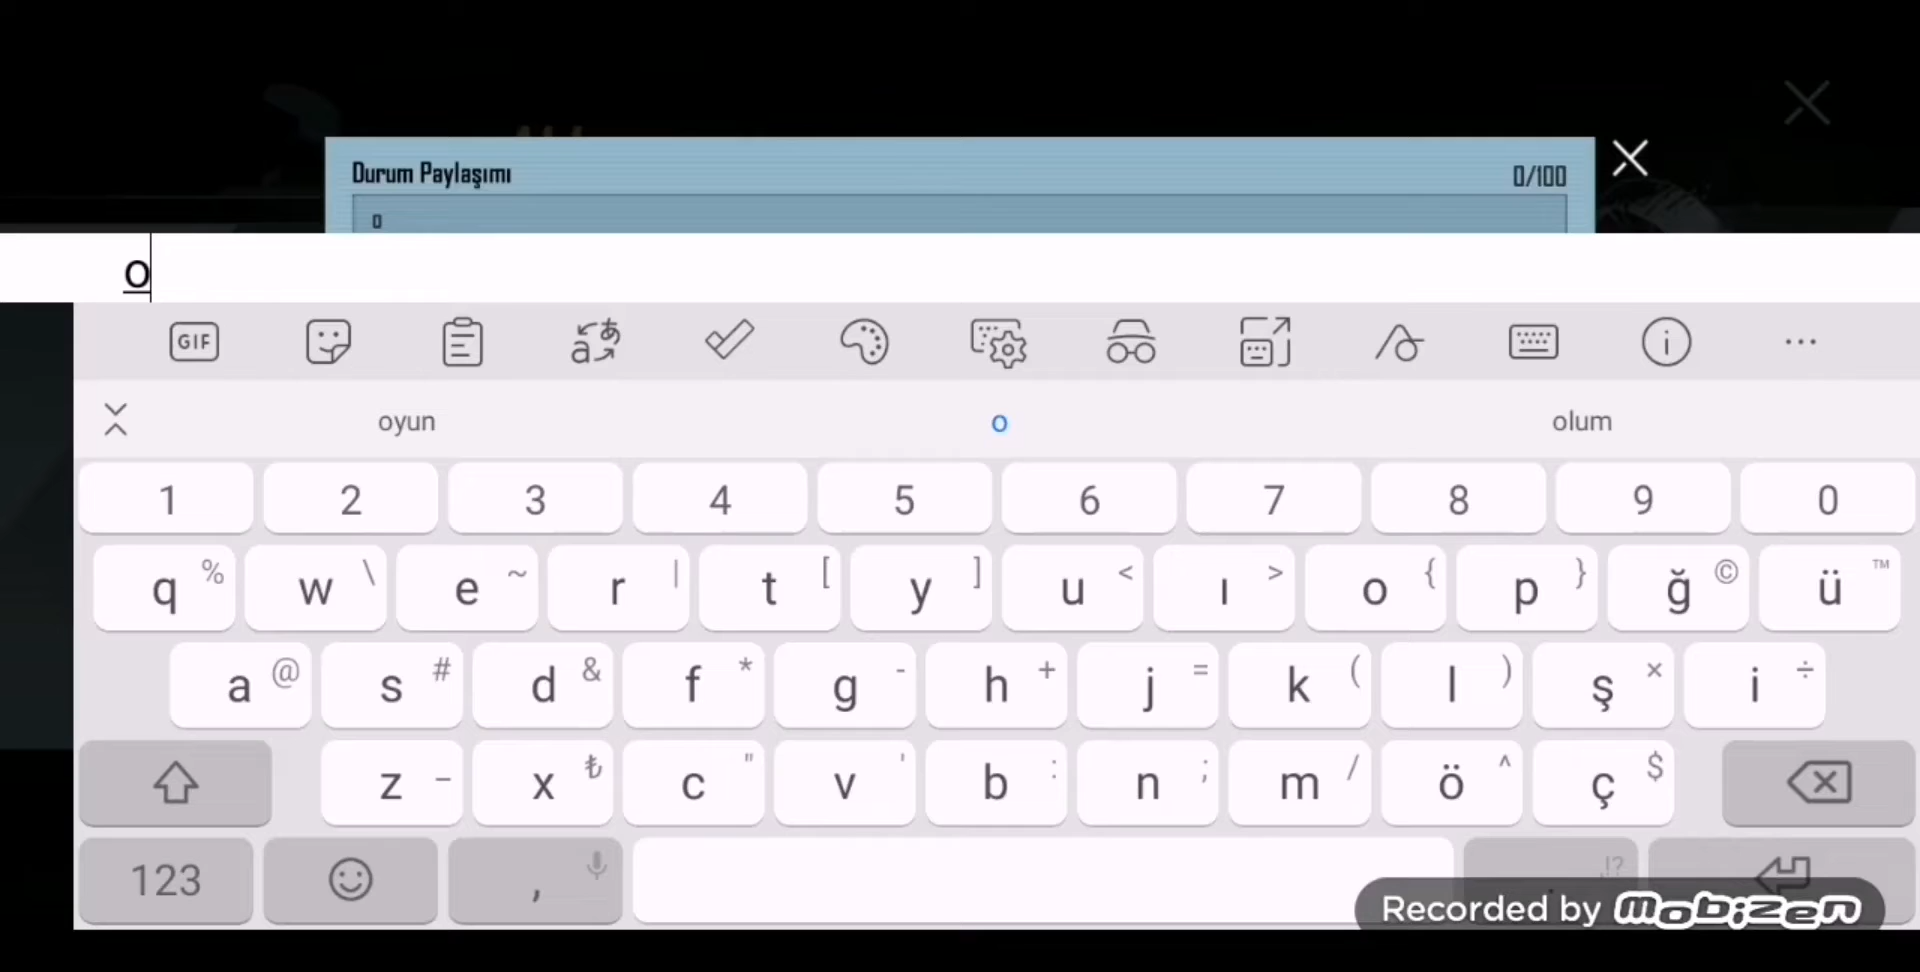 Durum Paylaşımı 0/100
o
o
GIF
oyun o olum
1 2 3 4 5 6 7 8 9 0
q % w \ e ~ r | t [ y ] u < ı > o { p } ğ © ü ™
a @ s # d & f * g - h + j = k ( l ) ş × i ÷
z _ x ₺ c " v ' b : n ; m / ö ^ ç $
123 , .!?
Recorded by mobizen